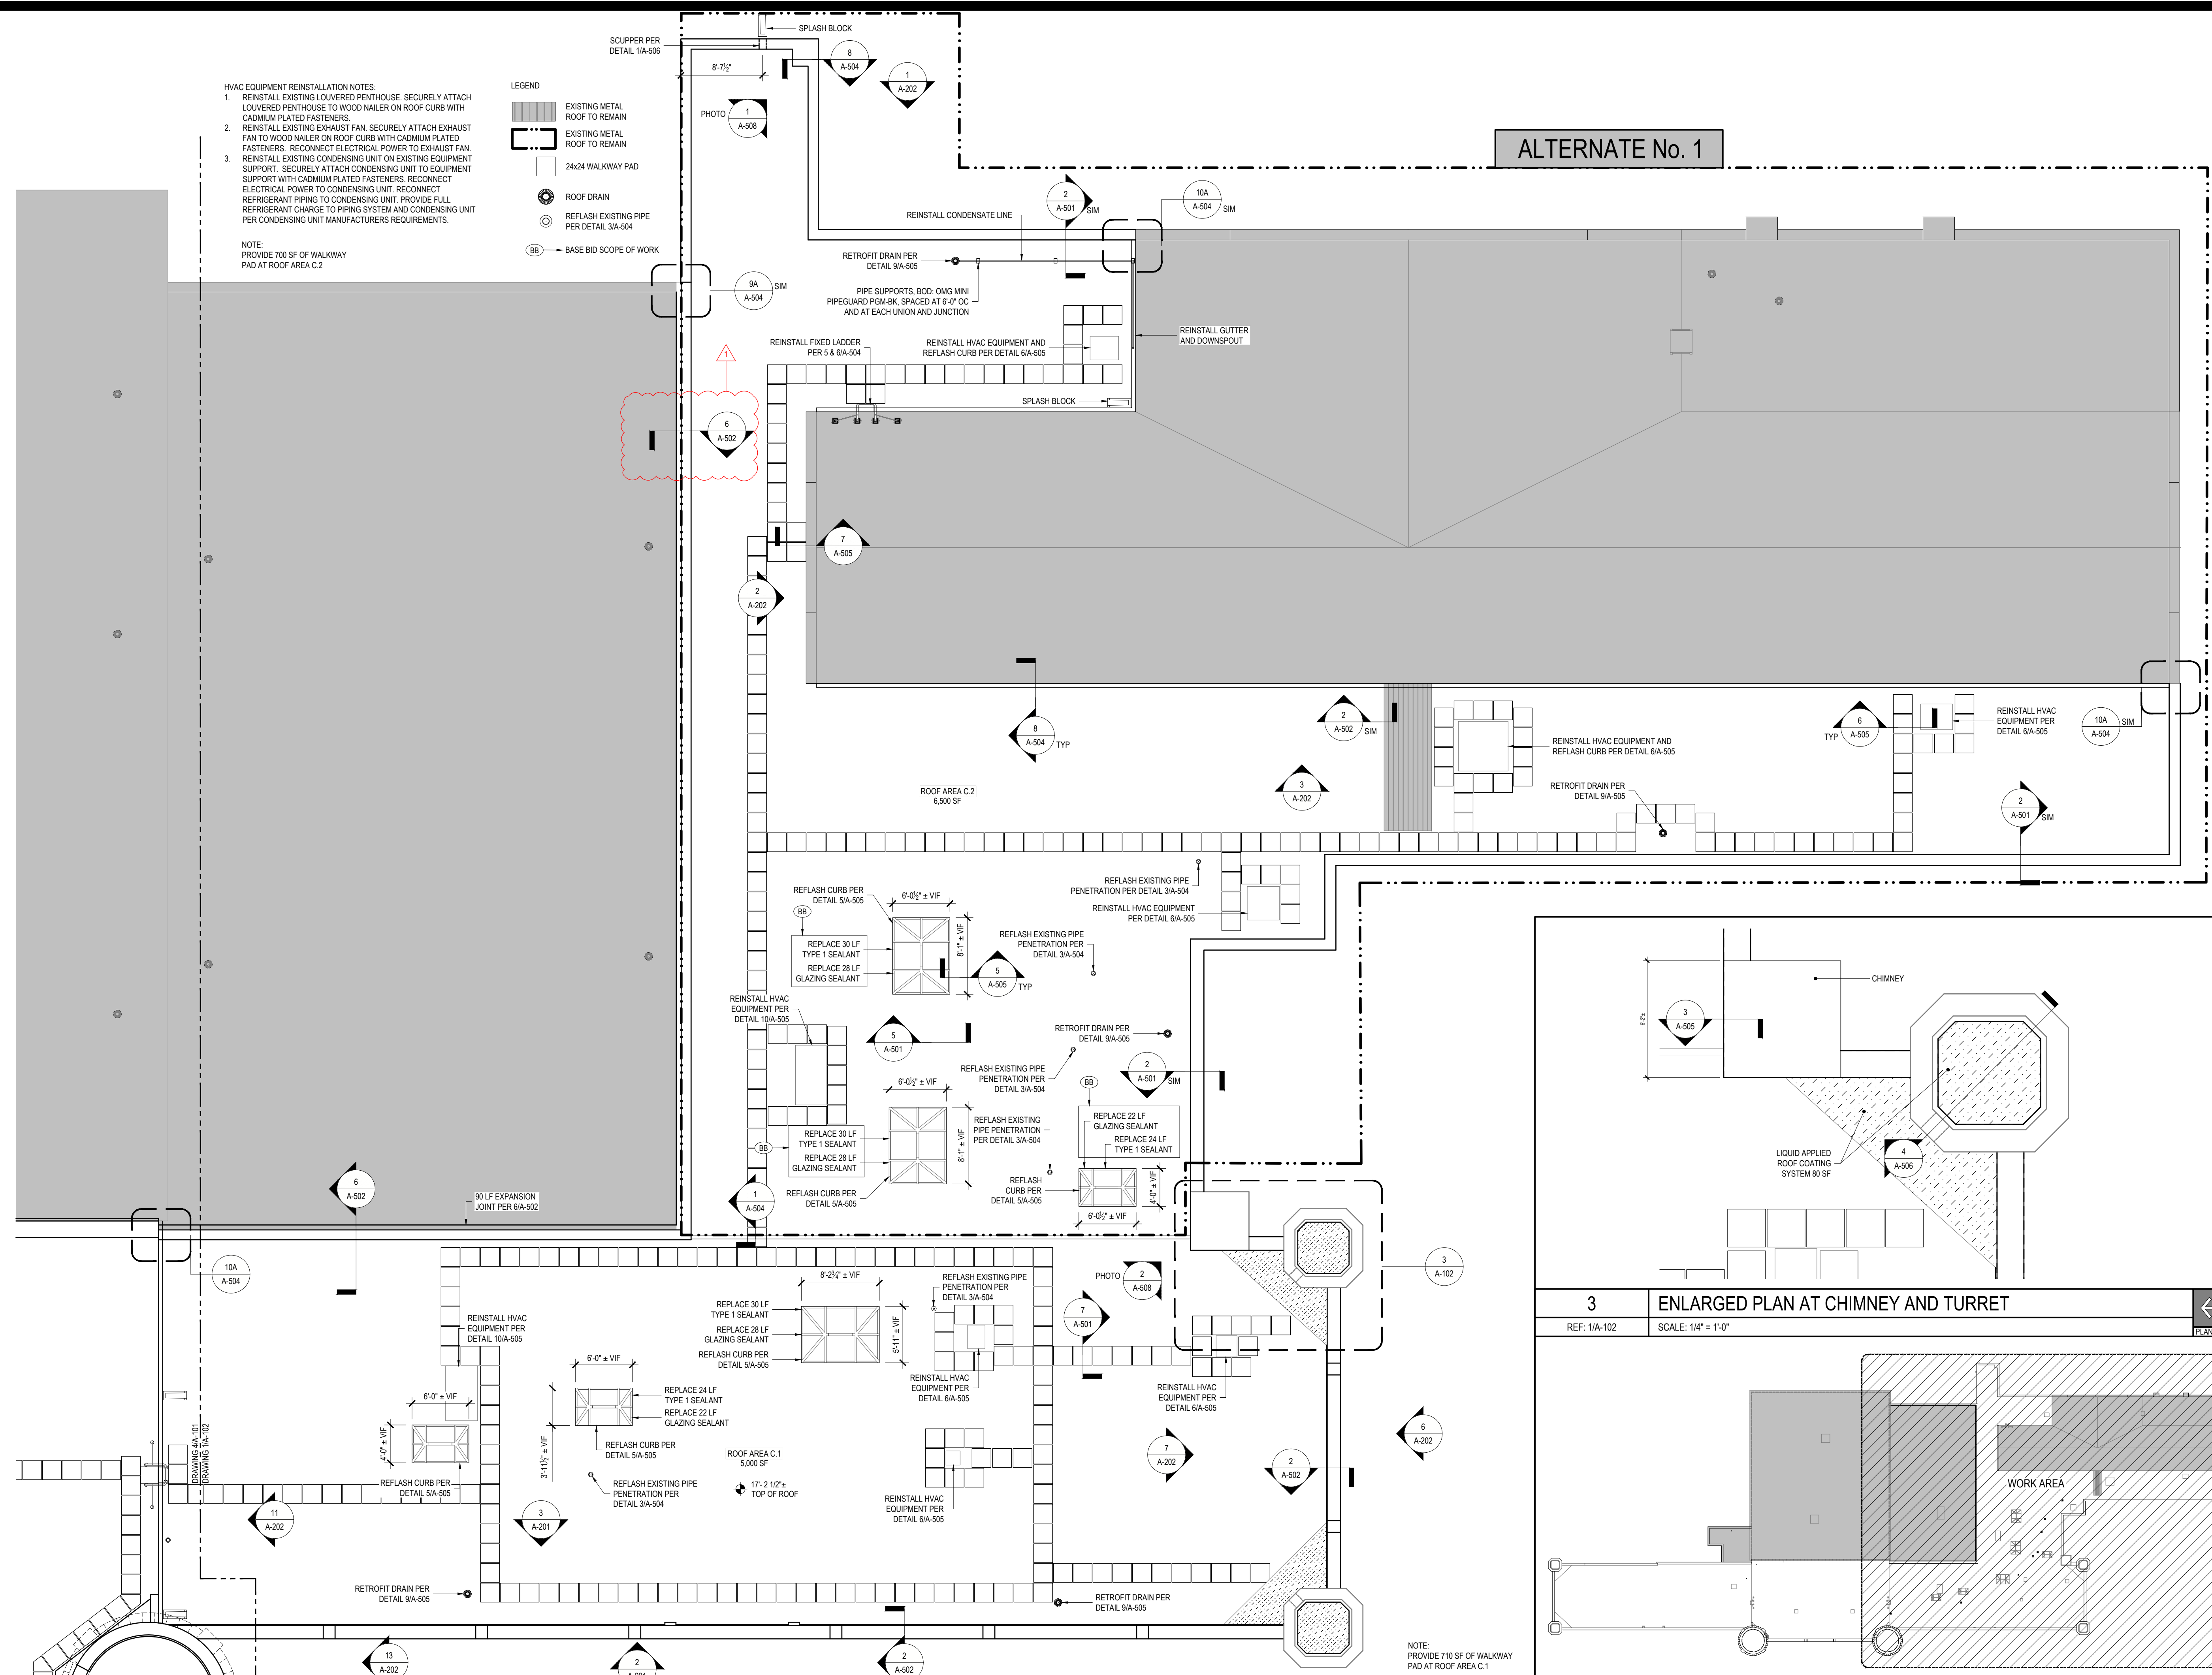 SPLASH BLOCK
SCUPPER PER
DETAIL 1/A-506
8'-7½"
8
A-504
1
A-202
PHOTO
1
A-508
HVAC EQUIPMENT REINSTALLATION NOTES:
1. REINSTALL EXISTING LOUVERED PENTHOUSE. SECURELY ATTACH
LOUVERED PENTHOUSE TO WOOD NAILER ON ROOF CURB WITH
CADMIUM PLATED FASTENERS.
2. REINSTALL EXISTING EXHAUST FAN. SECURELY ATTACH EXHAUST
FAN TO WOOD NAILER ON ROOF CURB WITH CADMIUM PLATED
FASTENERS. RECONNECT ELECTRICAL POWER TO EXHAUST FAN.
3. REINSTALL EXISTING CONDENSING UNIT ON EXISTING EQUIPMENT
SUPPORT. SECURELY ATTACH CONDENSING UNIT TO EQUIPMENT
SUPPORT WITH CADMIUM PLATED FASTENERS. RECONNECT
ELECTRICAL POWER TO CONDENSING UNIT. RECONNECT
REFRIGERANT PIPING TO CONDENSING UNIT. PROVIDE FULL
REFRIGERANT CHARGE TO PIPING SYSTEM AND CONDENSING UNIT
PER CONDENSING UNIT MANUFACTURERS REQUIREMENTS.
NOTE:
PROVIDE 700 SF OF WALKWAY
PAD AT ROOF AREA C.2
LEGEND
EXISTING METAL
ROOF TO REMAIN
EXISTING METAL
ROOF TO REMAIN
24x24 WALKWAY PAD
ROOF DRAIN
REFLASH EXISTING PIPE
PER DETAIL 3/A-504
BB
BASE BID SCOPE OF WORK
ALTERNATE No. 1
2
A-501
SIM
10A
A-504
SIM
REINSTALL CONDENSATE LINE
RETROFIT DRAIN PER
DETAIL 9/A-505
PIPE SUPPORTS, BOD: OMG MINI
PIPEGUARD PGM-BK, SPACED AT 6'-0" OC
AND AT EACH UNION AND JUNCTION
9A
A-504
SIM
REINSTALL GUTTER
AND DOWNSPOUT
REINSTALL FIXED LADDER
PER 5 & 6/A-504
REINSTALL HVAC EQUIPMENT AND
REFLASH CURB PER DETAIL 6/A-505
1
SPLASH BLOCK
6
A-502
7
A-505
2
A-202
8
A-504
TYP
2
A-502
SIM
REINSTALL HVAC EQUIPMENT AND
REFLASH CURB PER DETAIL 6/A-505
TYP
6
A-505
REINSTALL HVAC
EQUIPMENT PER
DETAIL 6/A-505
10A
A-504
SIM
ROOF AREA C.2
6,500 SF
3
A-202
RETROFIT DRAIN PER
DETAIL 9/A-505
2
A-501
SIM
REFLASH CURB PER
DETAIL 5/A-505
6'-0½" ± VIF
8'-1" ± VIF
BB
REPLACE 30 LF
TYPE 1 SEALANT
REPLACE 28 LF
GLAZING SEALANT
REFLASH EXISTING PIPE
PENETRATION PER DETAIL 3/A-504
REINSTALL HVAC EQUIPMENT
PER DETAIL 6/A-505
REFLASH EXISTING PIPE
PENETRATION PER
DETAIL 3/A-504
5
A-505
TYP
REINSTALL HVAC
EQUIPMENT PER
DETAIL 10/A-505
5
A-501
RETROFIT DRAIN PER
DETAIL 9/A-505
REFLASH EXISTING PIPE
PENETRATION PER
DETAIL 3/A-504
2
A-501
SIM
6'-0½" ± VIF
8'-1" ± VIF
BB
REPLACE 30 LF
TYPE 1 SEALANT
REPLACE 28 LF
GLAZING SEALANT
REFLASH CURB PER
DETAIL 5/A-505
REFLASH EXISTING
PIPE PENETRATION
PER DETAIL 3/A-504
BB
REPLACE 22 LF
GLAZING SEALANT
REPLACE 24 LF
TYPE 1 SEALANT
REFLASH
CURB PER
DETAIL 5/A-505
4'-0" ± VIF
6'-0½" ± VIF
6
A-502
90 LF EXPANSION
JOINT PER 6/A-502
1
A-504
10A
A-504
CHIMNEY
3
A-505
LIQUID APPLIED
ROOF COATING
SYSTEM 80 SF
4
A-506
3
REF: 1/A-102
ENLARGED PLAN AT CHIMNEY AND TURRET
SCALE: 1/4" = 1'-0"
PLAN
3
A-102
PHOTO
2
A-508
8'-2¾" ± VIF
5'-11" ± VIF
REPLACE 30 LF
TYPE 1 SEALANT
REPLACE 28 LF
GLAZING SEALANT
REFLASH CURB PER
DETAIL 5/A-505
REFLASH EXISTING PIPE
PENETRATION PER
DETAIL 3/A-504
7
A-501
REINSTALL HVAC
EQUIPMENT PER
DETAIL 10/A-505
REINSTALL HVAC
EQUIPMENT PER
DETAIL 6/A-505
REINSTALL HVAC
EQUIPMENT PER
DETAIL 6/A-505
6'-0" ± VIF
3'-11½" ± VIF
REPLACE 24 LF
TYPE 1 SEALANT
REPLACE 22 LF
GLAZING SEALANT
REFLASH CURB PER
DETAIL 5/A-505
6'-0" ± VIF
4'-0" ± VIF
REFLASH CURB PER
DETAIL 5/A-505
DRAWING 4/A-101
DRAWING 1/A-102
REFLASH EXISTING PIPE
PENETRATION PER
DETAIL 3/A-504
ROOF AREA C.1
5,000 SF
17'- 2 1/2"±
TOP OF ROOF
REINSTALL HVAC
EQUIPMENT PER
DETAIL 6/A-505
7
A-202
6
A-202
2
A-502
11
A-202
3
A-201
WORK AREA
RETROFIT DRAIN PER
DETAIL 9/A-505
RETROFIT DRAIN PER
DETAIL 9/A-505
13
A-202
2
A-201
2
A-502
NOTE:
PROVIDE 710 SF OF WALKWAY
PAD AT ROOF AREA C.1